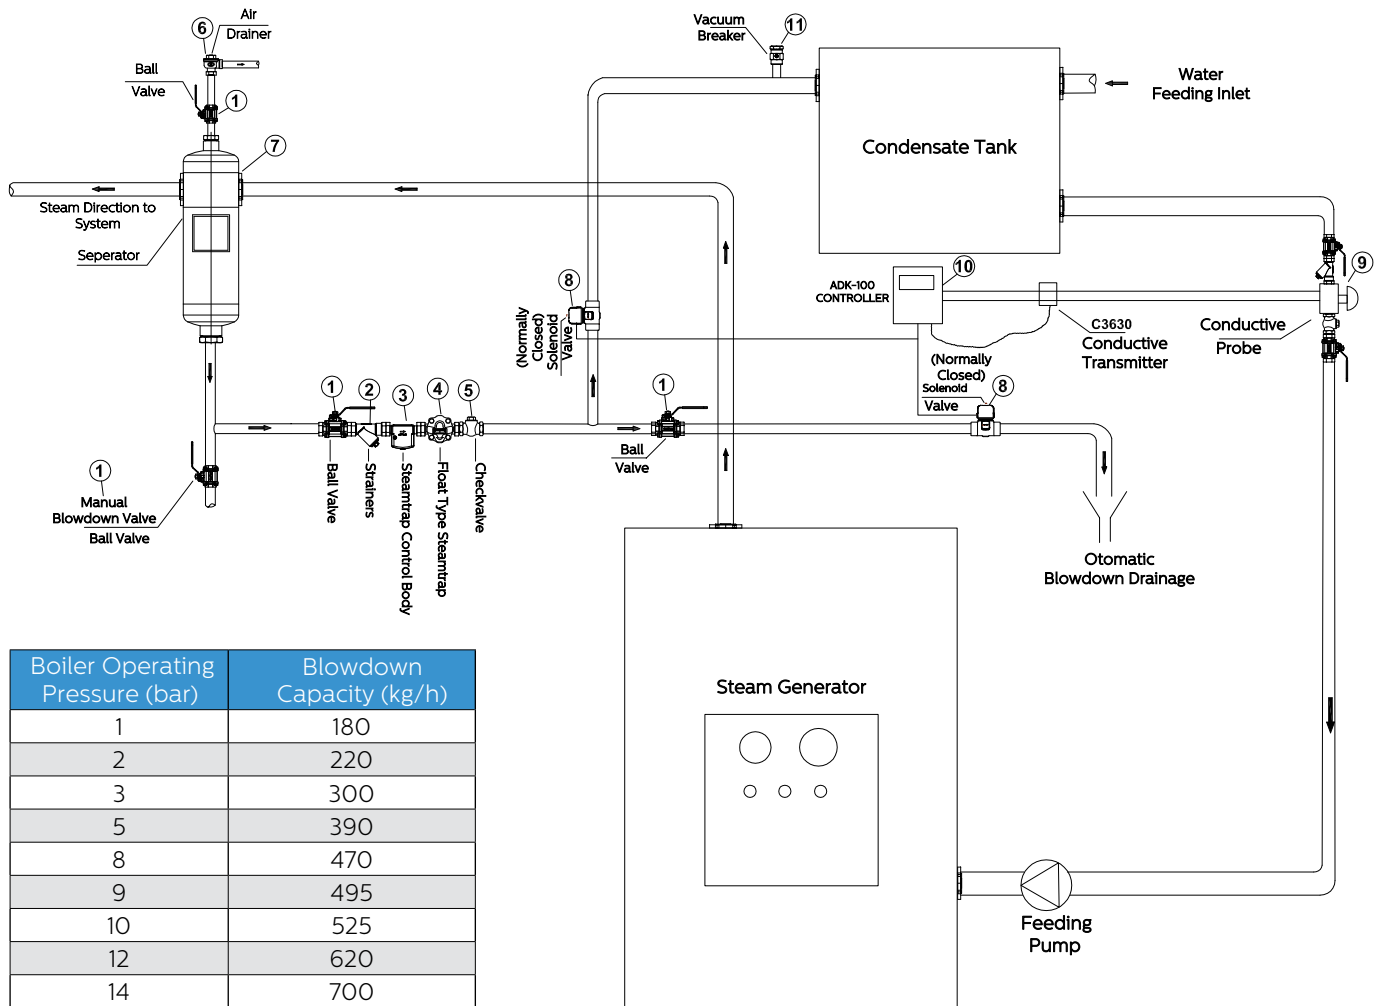 6
Air
Drainer
Ball
Valve
1
7
Steam Direction to
System
Seperator
Vacuum
Breaker
11
Water
Feeding Inlet
Condensate Tank
8
(Normally
Closed)
Solenoid
Valve
ADK-100
CONTROLLER
10
9
C3630
Conductive
Transmitter
Conductive
Probe
(Normally
Closed)
Solenoid
Valve
8
1
2
3
4
5
1
Ball
Valve
Ball Valve
Strainers
Steamtrap Control Body
Float Type Steamtrap
Checkvalve
1
Manual
Blowdown Valve
Ball Valve
Otomatic
Blowdown Drainage
Steam Generator
Feeding
Pump
Boiler Operating
Pressure (bar)
Blowdown
Capacity (kg/h)
1 180
2 220
3 300
5 390
8 470
9 495
10 525
12 620
14 700